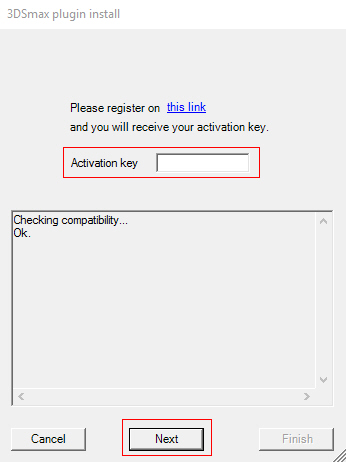 3DSmax plugin install
Please register on this link
and you will receive your activation key.
Activation key
Checking compatibility...
Ok.
Cancel Next Finish